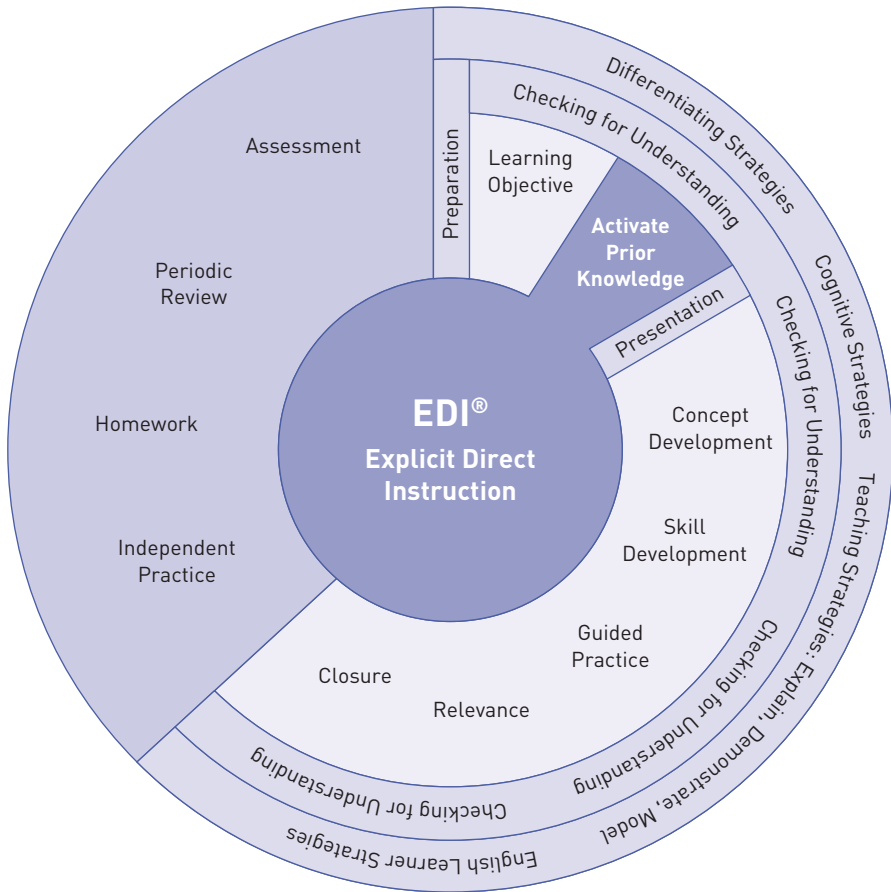 EDI®
Explicit Direct
Instruction
Preparation
Learning
Objective
Activate
Prior
Knowledge
Presentation
Concept
Development
Skill
Development
Guided
Practice
Relevance
Closure
Independent
Practice
Homework
Periodic
Review
Assessment
Checking for Understanding
Checking for Understanding
Checking for Understanding
Checking for Understanding
Differentiating Strategies
Cognitive Strategies
Teaching Strategies: Explain, Demonstrate, Model
English Learner Strategies